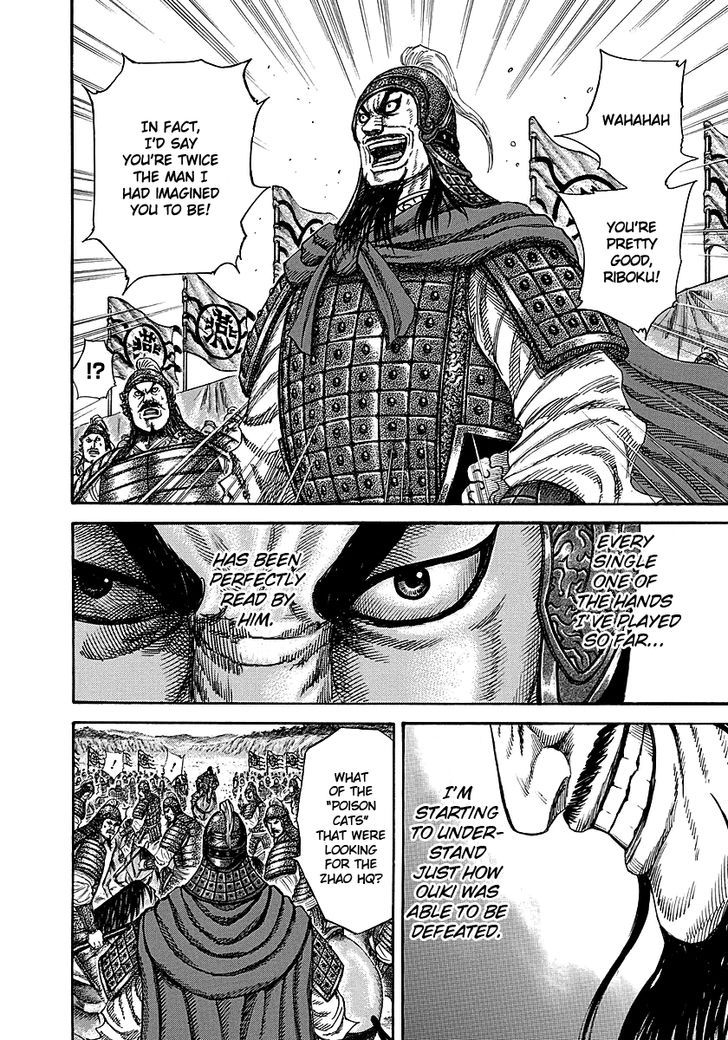 WAHAHAH
YOU'RE
PRETTY
GOOD,
RIBOKU!
IN FACT,
I'D SAY
YOU'RE TWICE
THE MAN I
HAD IMAGINED
YOU TO BE!
燕
燕
!?
EVERY
SINGLE
ONE OF
THE HANDS
I'VE PLAYED
SO FAR...
HAS BEEN
PERFECTLY
READ BY
HIM.
I'M
STARTING
TO UNDER-
STAND
JUST HOW
OUKI WAS
ABLE TO BE
DEFEATED.
WHAT
OF THE
"POISON
CATS"
THAT WERE
LOOKING
FOR THE
ZHAO HQ?
!
!